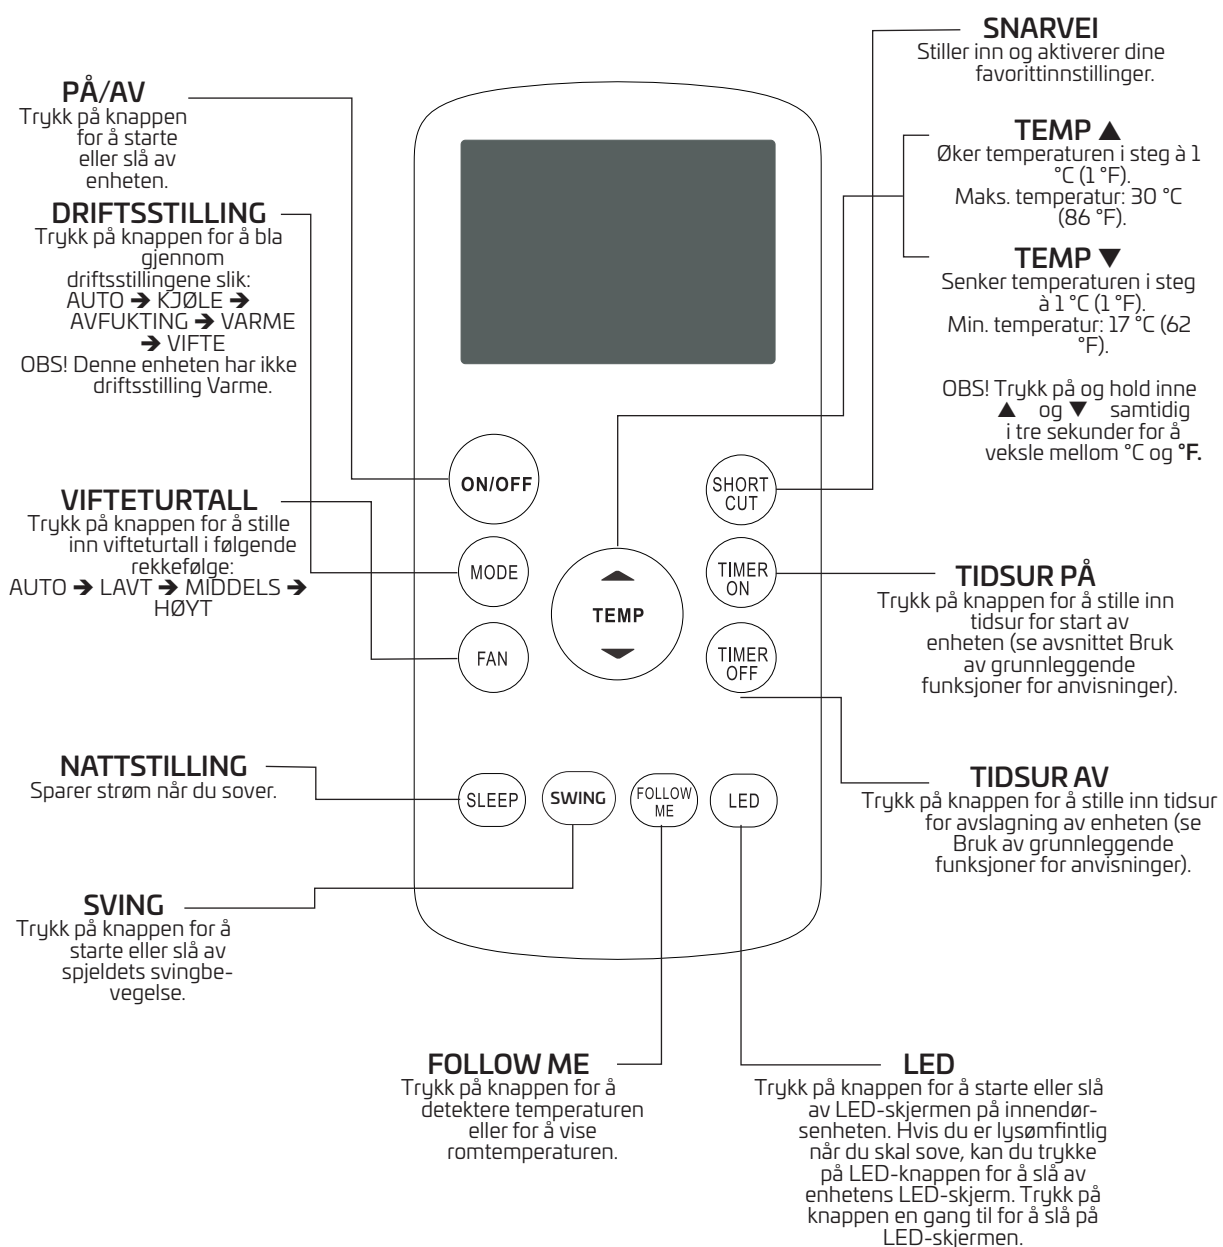 SNARVEI
Stiller inn og aktiverer dine
favorittinnstillinger.
PÅ/AV
Trykk på knappen
for å starte
eller slå av
enheten.
TEMP ▲
Øker temperaturen i steg à 1
°C (1 °F).
Maks. temperatur: 30 °C
(86 °F).
DRIFTSSTILLING
Trykk på knappen for å bla
gjennom
driftsstillingene slik:
AUTO ➔ KJØLE ➔
AVFUKTING ➔ VARME
➔ VIFTE
OBS! Denne enheten har ikke
driftsstilling Varme.
TEMP ▼
Senker temperaturen i steg
à 1 °C (1 °F).
Min. temperatur: 17 °C (62
°F).
OBS! Trykk på og hold inne
▲ og ▼ samtidig
i tre sekunder for å
veksle mellom °C og °F.
ON/OFF
SHORT
CUT
VIFTETURTALL
Trykk på knappen for å stille
inn vifteturtall i følgende
rekkefølge:
AUTO ➔ LAVT ➔ MIDDELS ➔
HØYT
MODE
TEMP
TIMER
ON
FAN
TIMER
OFF
TIDSUR PÅ
Trykk på knappen for å stille inn
tidsur for start av
enheten (se avsnittet Bruk
av grunnleggende
funksjoner for anvisninger).
NATTSTILLING
Sparer strøm når du sover.
SLEEP
SWING
FOLLOW
ME
LED
TIDSUR AV
Trykk på knappen for å stille inn tidsur
for avslagning av enheten (se
Bruk av grunnleggende
funksjoner for anvisninger).
SVING
Trykk på knappen for å
starte eller slå av
spjeldets svingbe-
vegelse.
FOLLOW ME
Trykk på knappen for å
detektere temperaturen
eller for å vise
romtemperaturen.
LED
Trykk på knappen for å starte eller slå
av LED-skjermen på innendør-
senheten. Hvis du er lysømfintlig
når du skal sove, kan du trykke
på LED-knappen for å slå av
enhetens LED-skjerm. Trykk på
knappen en gang til for å slå på
LED-skjermen.